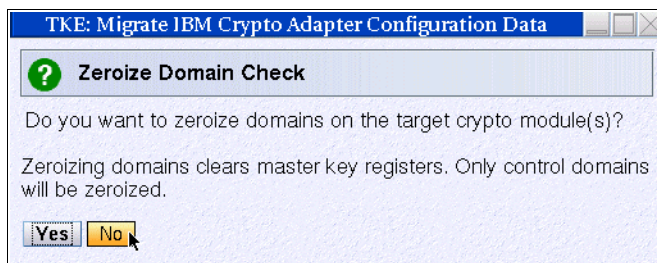 TKE: Migrate IBM Crypto Adapter Configuration Data
Zeroize Domain Check
Do you want to zeroize domains on the target crypto module(s)?
Zeroizing domains clears master key registers. Only control domains
will be zeroized.
Yes No